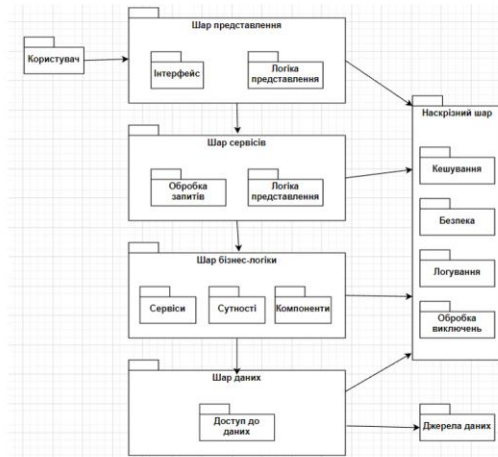 Шар представлення
Користувач
Інтерфейс
Логіка
представлення
Наскрізний шар
Шар сервісів
Обробка
запитів
Логіка
представлення
Кешування
Безпека
Шар бізнес-логіки
Сервіси
Сутності
Компоненти
Логування
Обробка
виключень
Шар даних
Доступ до
даних
Джерела даних